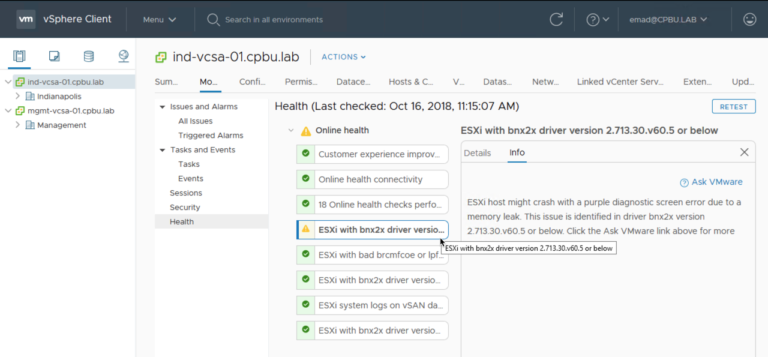 vm vSphere Client Menu Search in all environments emad@CPBU.LAB
ind-vcsa-01.cpbu.lab
Indianapolis
mgmt-vcsa-01.cpbu.lab
Management
ind-vcsa-01.cpbu.lab ACTIONS
Sum... Mo... Confi... Permis... Datace... Hosts & C... V... Datas... Netw... Linked vCenter Serv... Exten... Upd...
Issues and Alarms
All Issues
Triggered Alarms
Tasks and Events
Tasks
Events
Sessions
Security
Health
Health (Last checked: Oct 16, 2018, 11:15:07 AM) RETEST
Online health
Customer experience improv...
Online health connectivity
18 Online health checks perfo...
ESXi with bnx2x driver versio...
ESXi with bad brcmfcoe or lpf...
ESXi with bnx2x driver versio...
ESXi system logs on vSAN da...
ESXi with bnx2x driver versio...
ESXi with bnx2x driver version 2.713.30.v60.5 or below
ESXi with bnx2x driver version 2.713.30.v60.5 or below
Details Info
Ask VMware
ESXi host might crash with a purple diagnostic screen error due to a
memory leak. This issue is identified in driver bnx2x version
2.713.30.v60.5 or below. Click the Ask VMware link above for more